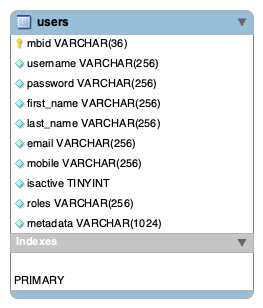 users
mbid VARCHAR(36)
username VARCHAR(256)
password VARCHAR(256)
first_name VARCHAR(256)
last_name VARCHAR(256)
email VARCHAR(256)
mobile VARCHAR(256)
isactive TINYINT
roles VARCHAR(256)
metadata VARCHAR(1024)
Indexes
PRIMARY